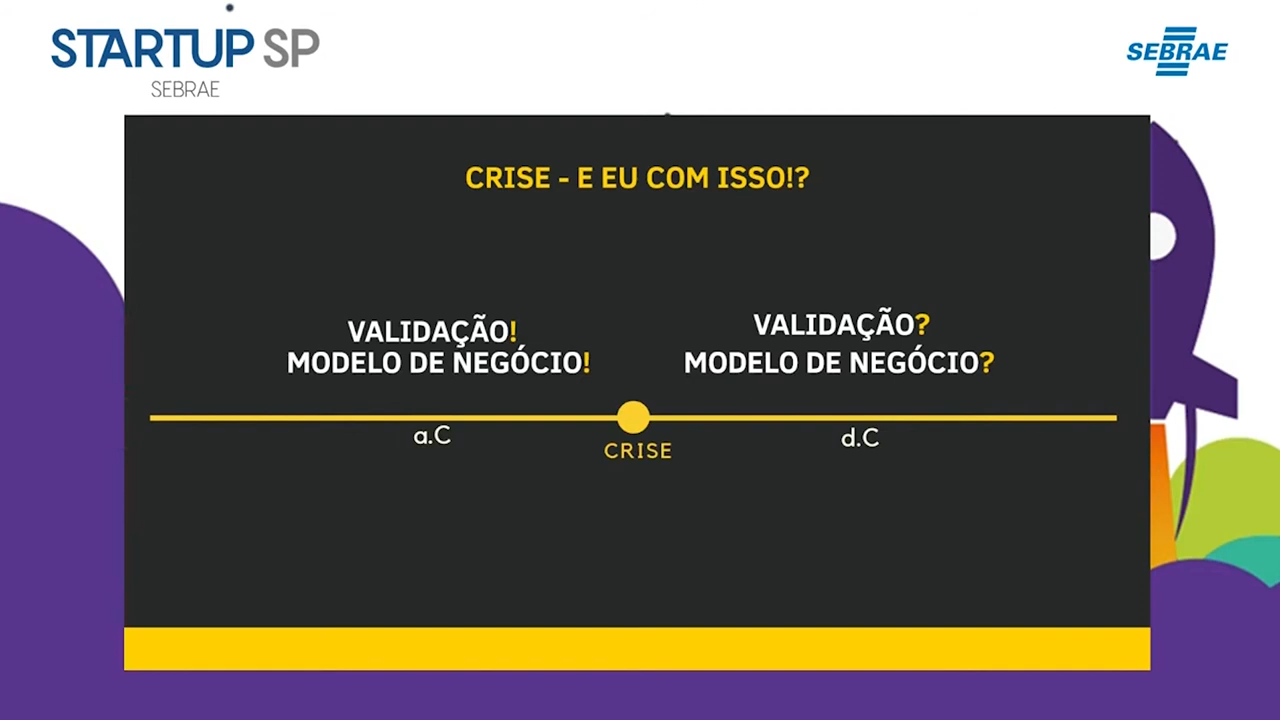 STARTUP SP
SEBRAE
SEBRAE
CRISE - E EU COM ISSO!?
VALIDAÇÃO!
MODELO DE NEGÓCIO!
VALIDAÇÃO?
MODELO DE NEGÓCIO?
a.C
CRISE
d.C